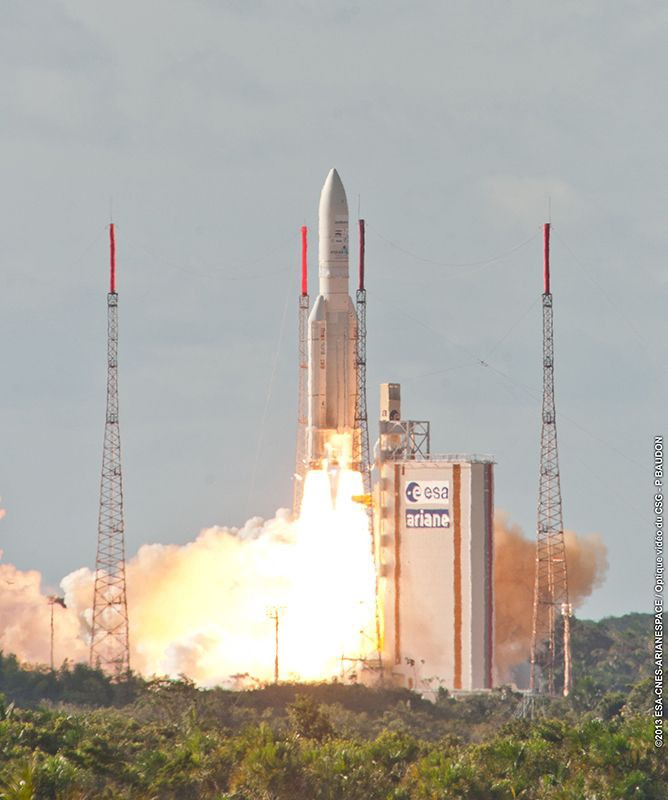 esa
ariane
©2013 ESA-CNES-ARIANESPACE / Optique vidéo du CSG - P BAUDON